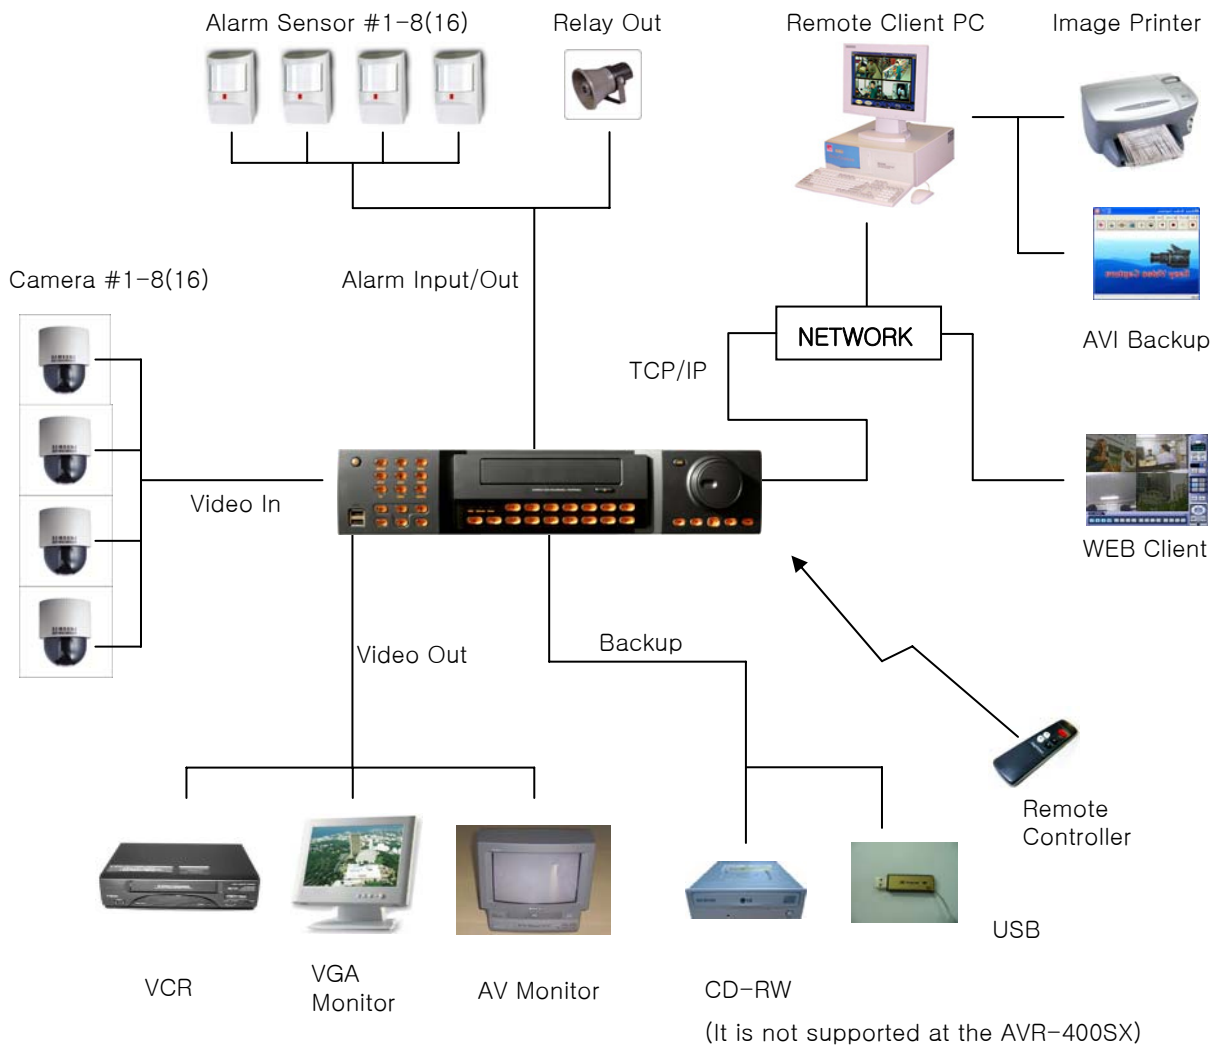 Alarm Sensor #1-8(16)
Relay Out
Remote Client PC
Image Printer
Camera #1-8(16)
Alarm Input/Out
NETWORK
TCP/IP
AVI Backup
Video In
WEB Client
Video Out
Backup
Remote
Controller
VCR
VGA
Monitor
AV Monitor
CD-RW
USB
(It is not supported at the AVR-400SX)